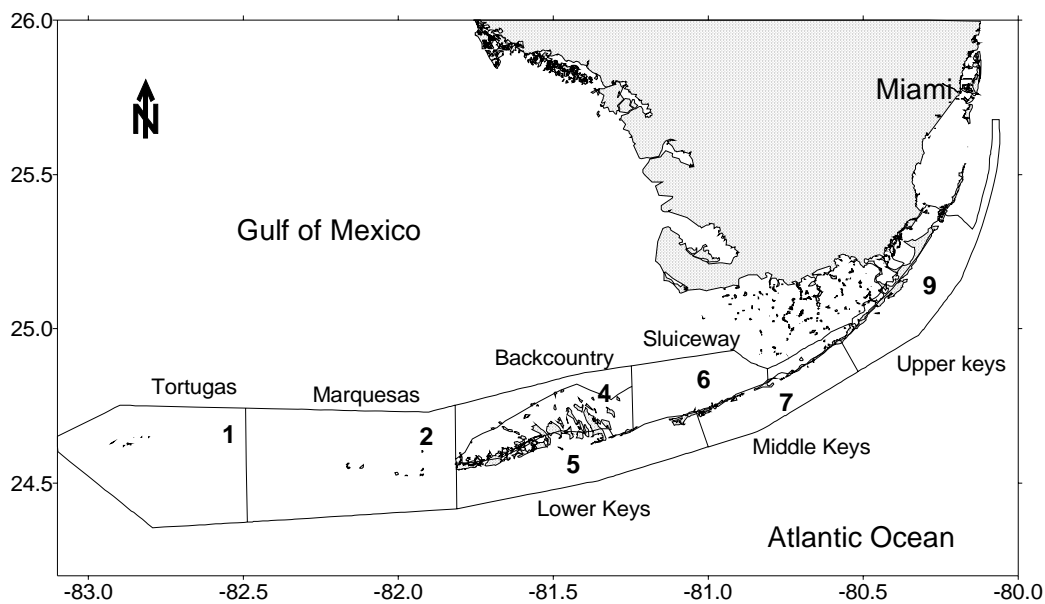 26.0
Miami
N
25.5
Gulf of Mexico
9
25.0
Sluiceway
Backcountry
Upper keys
Tortugas
Marquesas
4
6
7
1
2
Middle Keys
5
24.5
Lower Keys
Atlantic Ocean
-83.0 -82.5 -82.0 -81.5 -81.0 -80.5 -80.0